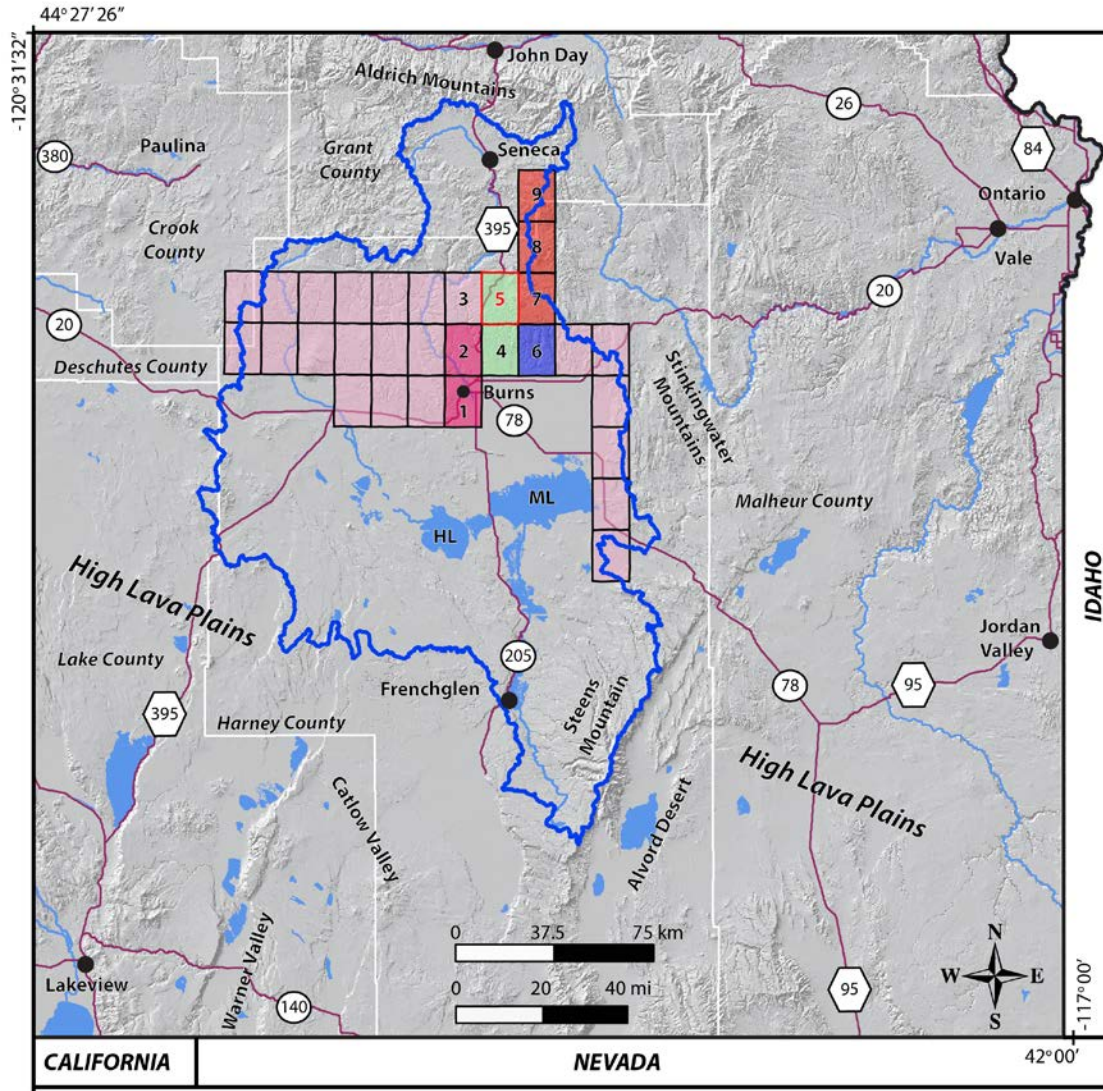 44° 27' 26"
-120° 31' 32"
John Day
Aldrich Mountains
26
380
Paulina
Grant
County
Seneca
84
Ontario
Crook
County
395
9
8
Vale
20
3
5
7
20
2
4
6
Deschutes County
Burns
1
78
Stinkingwater
Mountains
Malheur County
ML
HL
High Lava Plains
IDAHO
Jordan
Valley
Lake County
205
Frenchglen
78
95
395
Harney County
Steens
Mountain
High Lava Plains
Catlow Valley
Alvord Desert
0 37.5 75 km
0 20 40 mi
N
W E
S
Lakeview
Warner Valley
140
95
-117° 00'
CALIFORNIA
NEVADA
42° 00'